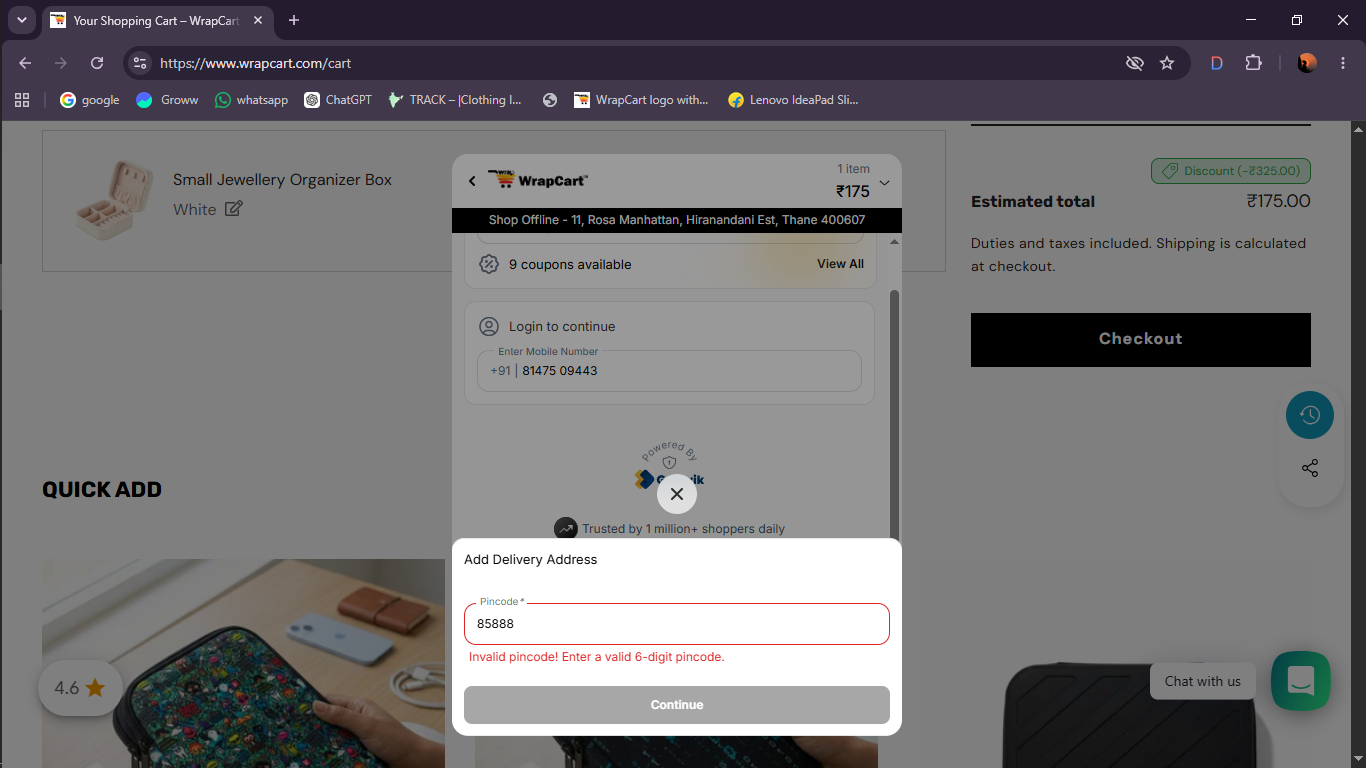 Your Shopping Cart – WrapCart
https://www.wrapcart.com/cart
google
Groww
whatsapp
ChatGPT
TRACK – |Clothing I...
WrapCart logo with...
Lenovo IdeaPad Sli...
Small Jewellery Organizer Box
White
WrapCart™
1 item
₹175
Shop Offline - 11, Rosa Manhattan, Hiranandani Est, Thane 400607
9 coupons available
View All
Login to continue
Enter Mobile Number
+91 | 81475 09443
Powered By
Trusted by 1 million+ shoppers daily
Add Delivery Address
Pincode *
85888
Invalid pincode! Enter a valid 6-digit pincode.
Continue
Discount (-₹325.00)
Estimated total
₹175.00
Duties and taxes included. Shipping is calculated
at checkout.
Checkout
QUICK ADD
4.6
Chat with us